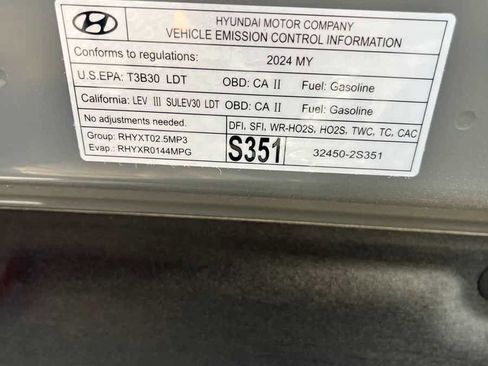 HYUNDAI MOTOR COMPANY
VEHICLE EMISSION CONTROL INFORMATION
Conforms to regulations: 2024 MY
U.S.EPA: T3B30 LDT OBD: CA II Fuel: Gasoline
California: LEV III SULEV30 LDT OBD: CA II Fuel: Gasoline
No adjustments needed. DFI, SFI, WR-HO2S, HO2S, TWC, TC, CAC
Group: RHYXT02.5MP3
Evap.: RHYXR0144MPG S351 32450-2S351